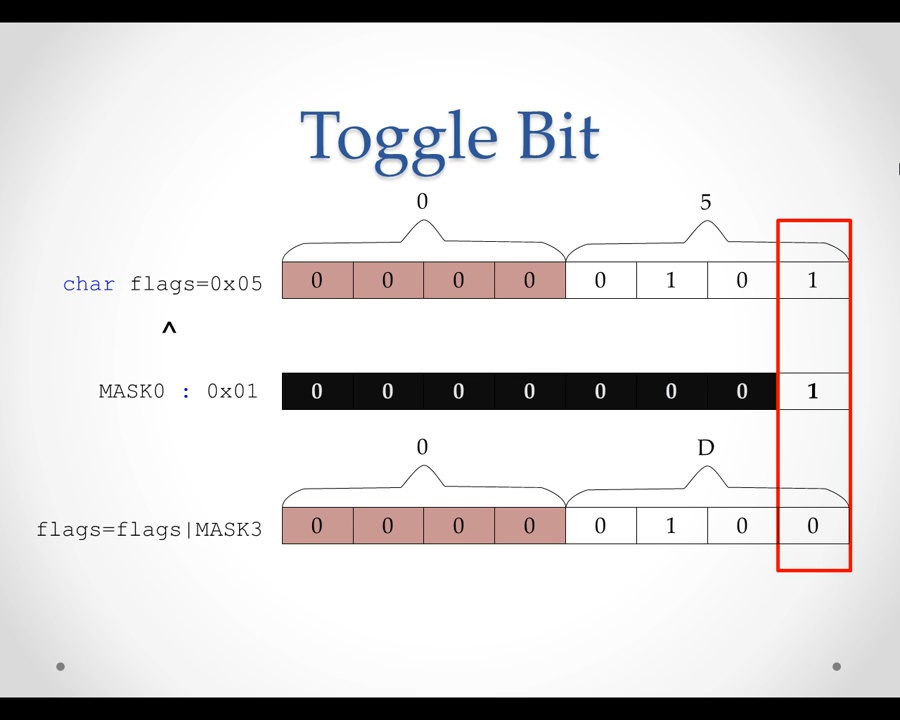 Toggle Bit
0 5
char flags=0x05 0 0 0 0 0 1 0 1
^
MASK0 : 0x01 0 0 0 0 0 0 0 1
0 D
flags=flags|MASK3 0 0 0 0 0 1 0 0